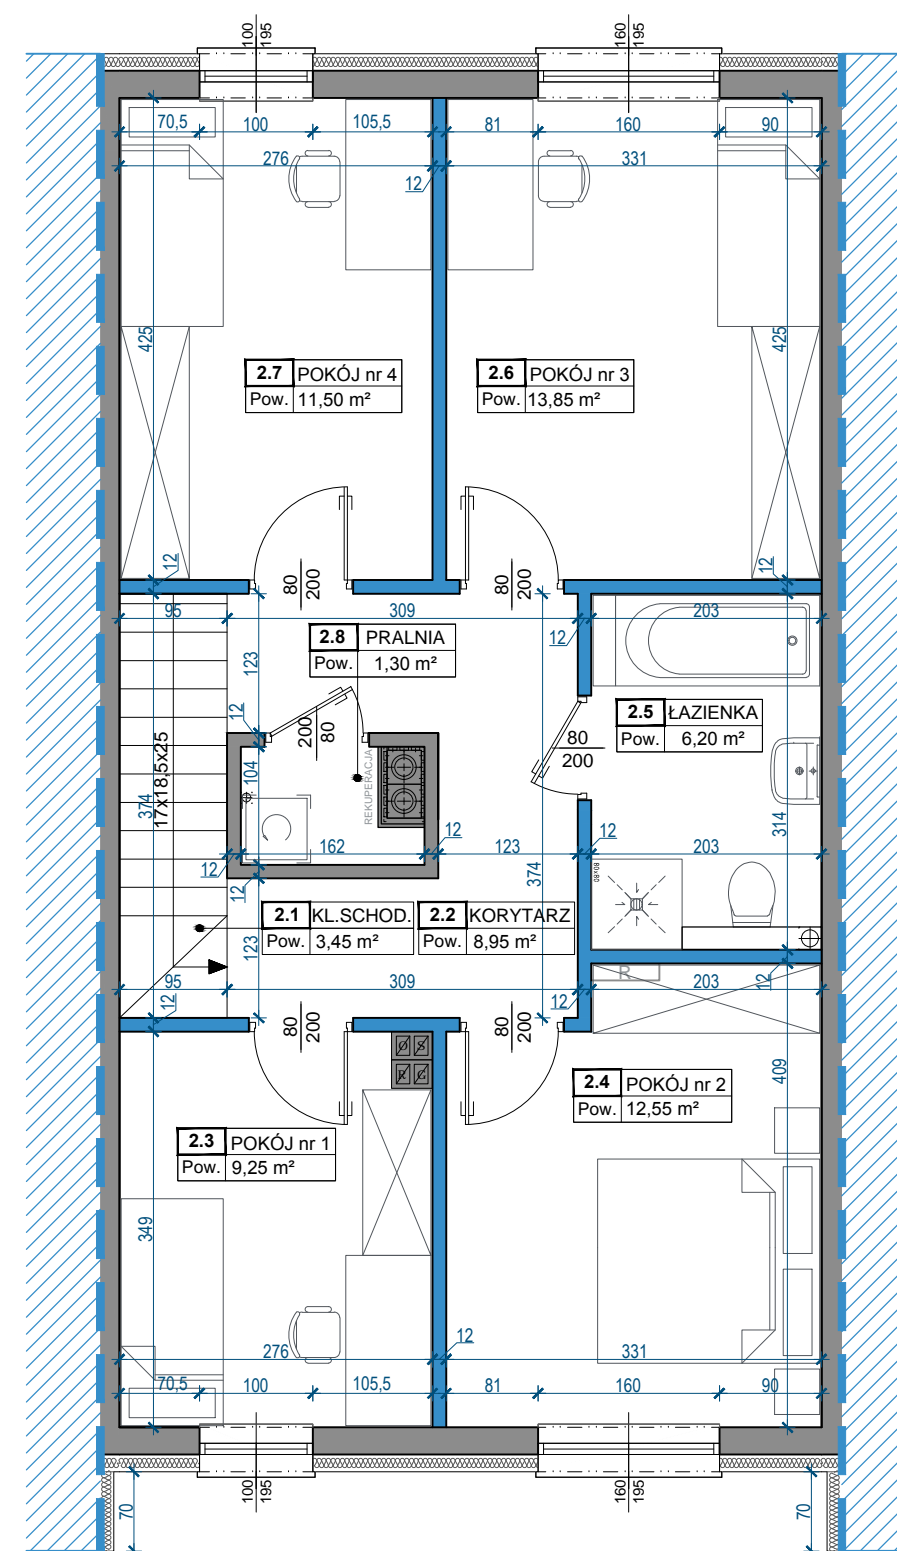 100
195
160
195
70,5 100 105,5 81 160 90
276 331
12
425 425
2.7 POKÓJ nr 4
Pow. 11,50 m²
2.6 POKÓJ nr 3
Pow. 13,85 m²
12 12
80
200
80
200
95 309 203
12
2.8 PRALNIA
Pow. 1,30 m²
123
2.5 ŁAZIENKA
Pow. 6,20 m²
12
200
80
80
200
17x18,5x25
374
104
REKUPERACJA
314
162 12 123 12 203
12
12
374
80x80
2.1 KL.SCHOD.
Pow. 3,45 m²
2.2 KORYTARZ
Pow. 8,95 m²
123
95 309 203
R
12 12 12
80
200
80
200
Ø S
R G
409
2.4 POKÓJ nr 2
Pow. 12,55 m²
2.3 POKÓJ nr 1
Pow. 9,25 m²
349
12
276 331
70,5 100 105,5 81 160 90
100
195
160
195
70 70